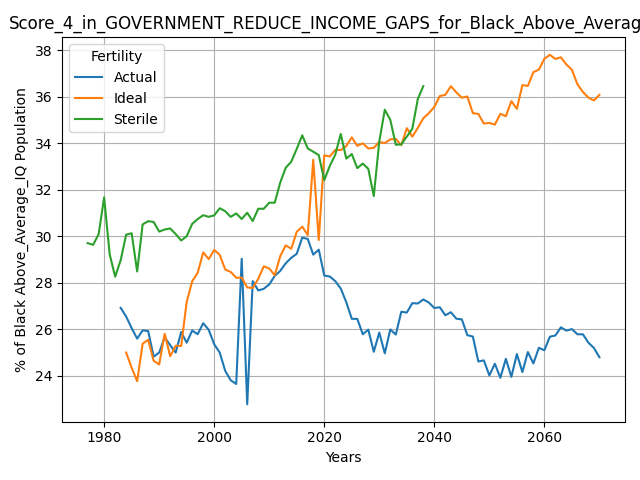 Score_4_in_GOVERNMENT_REDUCE_INCOME_GAPS_for_Black_Above_Averag
Fertility
Actual
Ideal
Sterile
% of Black Above_Average_IQ Population
38
36
34
32
30
28
26
24
1980 2000 2020 2040 2060
Years